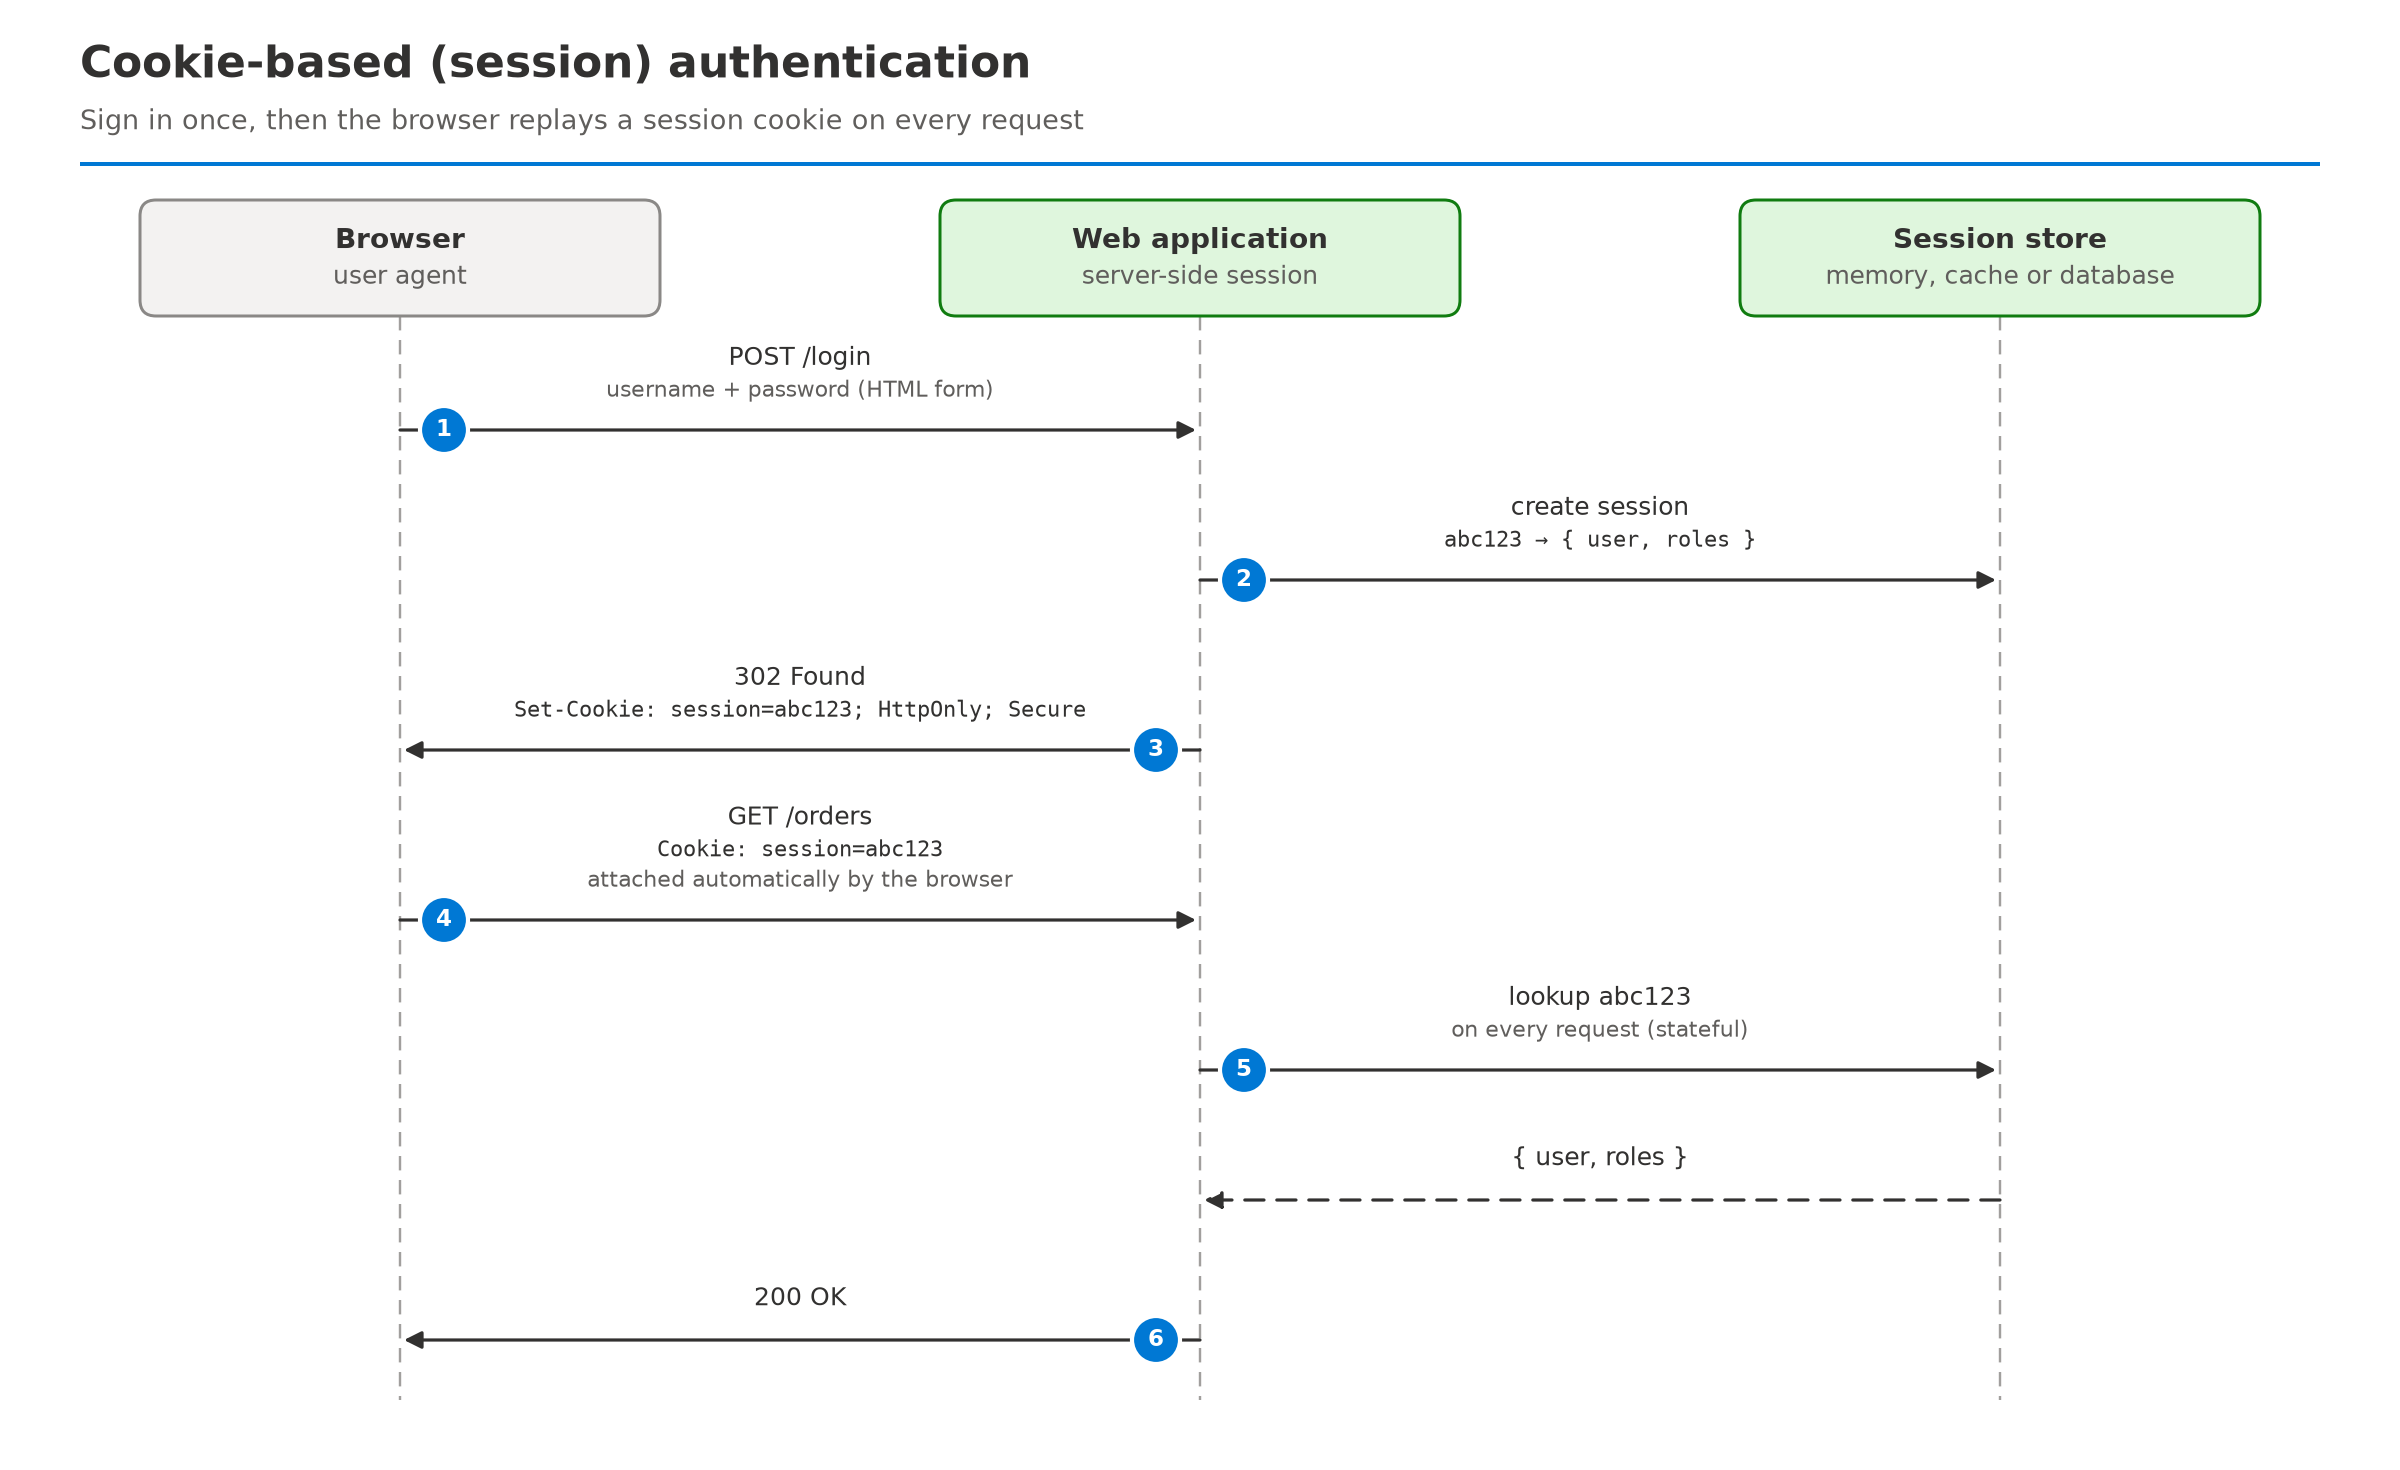 Cookie-based (session) authentication
Sign in once, then the browser replays a session cookie on every request
Browser
user agent
Web application
server-side session
Session store
memory, cache or database
POST /login
username + password (HTML form)
1
create session
abc123 → { user, roles }
2
302 Found
Set-Cookie: session=abc123; HttpOnly; Secure
3
GET /orders
Cookie: session=abc123
attached automatically by the browser
4
lookup abc123
on every request (stateful)
5
{ user, roles }
200 OK
6